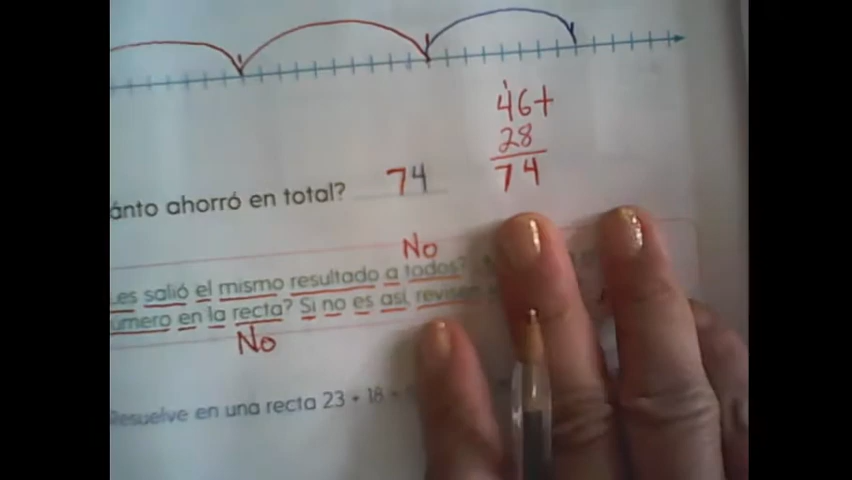 46+
28
74
ánto ahorró en total? 74
No
Les salió el mismo resultado a todos?
úmero en la recta? Si no es así, revisen
No
Resuelve en una recta 23 + 18